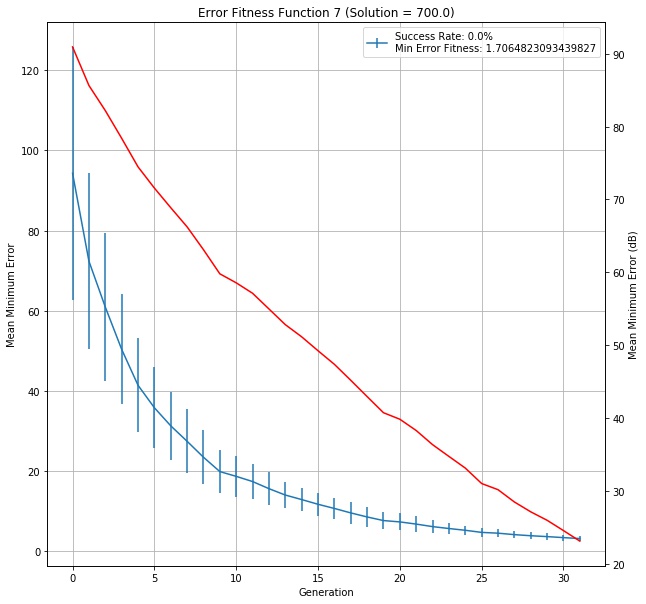 Error Fitness Function 7 (Solution = 700.0)
Success Rate: 0.0%
Min Error Fitness: 1.7064823093439827
Mean Minimum Error
120
100
80
60
40
20
0
90
80
70
60
50
40
30
20
Mean Minimum Error (dB)
0 5 10 15 20 25 30
Generation